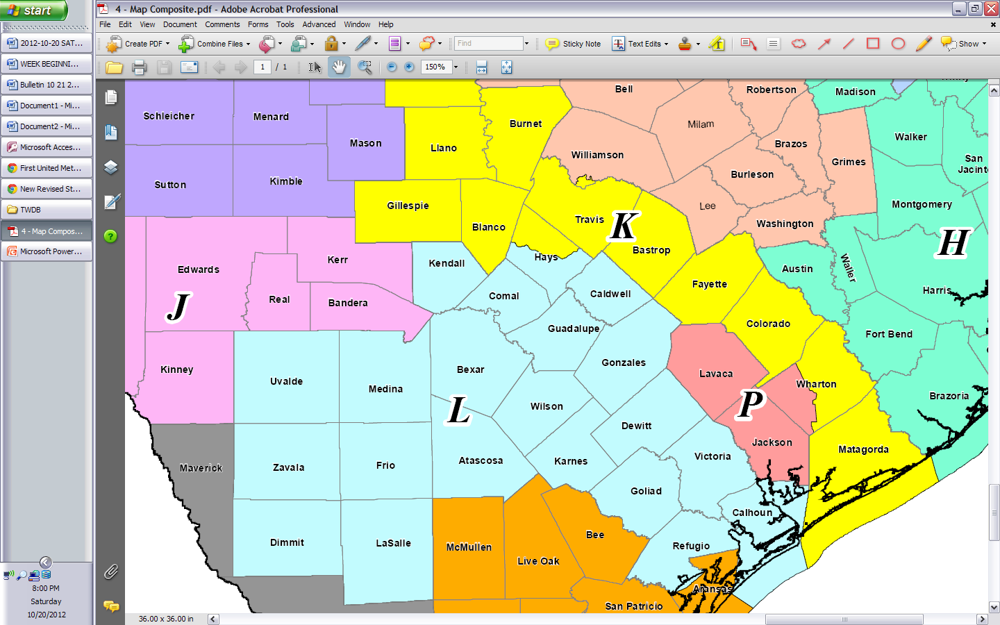 start
4 - Map Composite.pdf - Adobe Acrobat Professional
File Edit View Document Comments Forms Tools Advanced Window Help
Create PDF Combine Files Find Sticky Note Text Edits Show
1 / 1 150%
2012-10-20 SAT...
WEEK BEGINNI...
Bulletin 10 21 2...
Document1 - Mi...
Document2 - Mi...
Microsoft Acces...
First United Met...
New Revised St...
TWDB
4 - Map Compos...
Microsoft Power...
8:00 PM
Saturday
10/20/2012
Bell Robertson Madison
Schleicher Menard Burnet Milam Walker
Mason Llano Williamson Brazos Grimes San
Jacinto
Sutton Kimble Burleson
Gillespie Lee Montgomery
Travis K Blanco Washington
Bastrop H
Edwards Kerr Kendall Hays Austin Waller
Fayette Harris
J Real Bandera Comal Caldwell
Guadalupe Colorado Fort Bend
Kinney Uvalde Medina Bexar Gonzales Lavaca Wharton
Brazoria
L Wilson P
Dewitt Jackson
Maverick Zavala Frio Atascosa Karnes Victoria Matagorda
Goliad
Calhoun
Dimmit LaSalle McMullen Live Oak Bee Refugio
Aransas
San Patricio
36.00 x 36.00 in